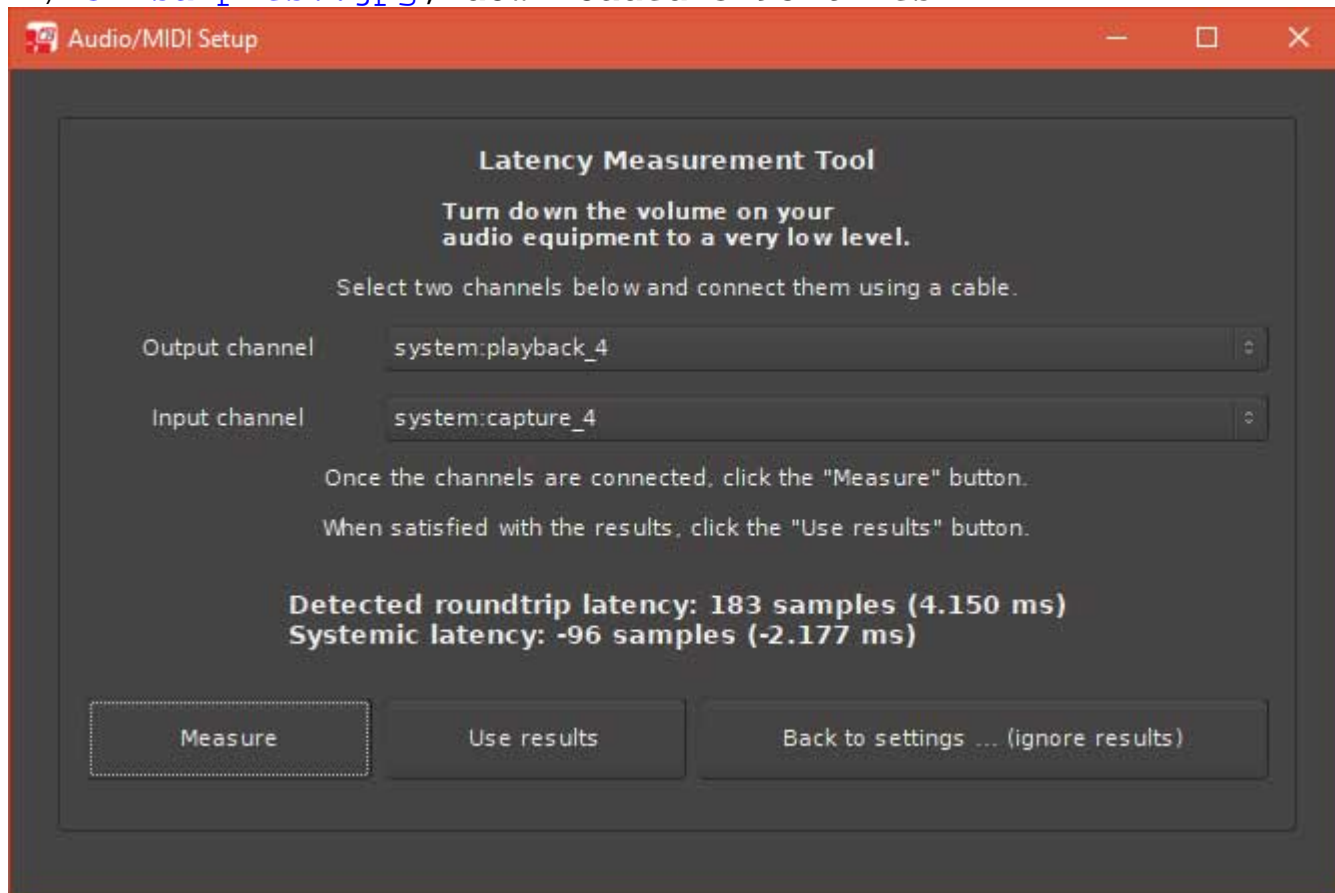 Audio/MIDI Setup
Latency Measurement Tool
Turn down the volume on your
audio equipment to a very low level.
Select two channels below and connect them using a cable.
Output channel system:playback_4
Input channel system:capture_4
Once the channels are connected, click the "Measure" button.
When satisfied with the results, click the "Use results" button.
Detected roundtrip latency: 183 samples (4.150 ms)
Systemic latency: -96 samples (-2.177 ms)
Measure Use results Back to settings ... (ignore results)